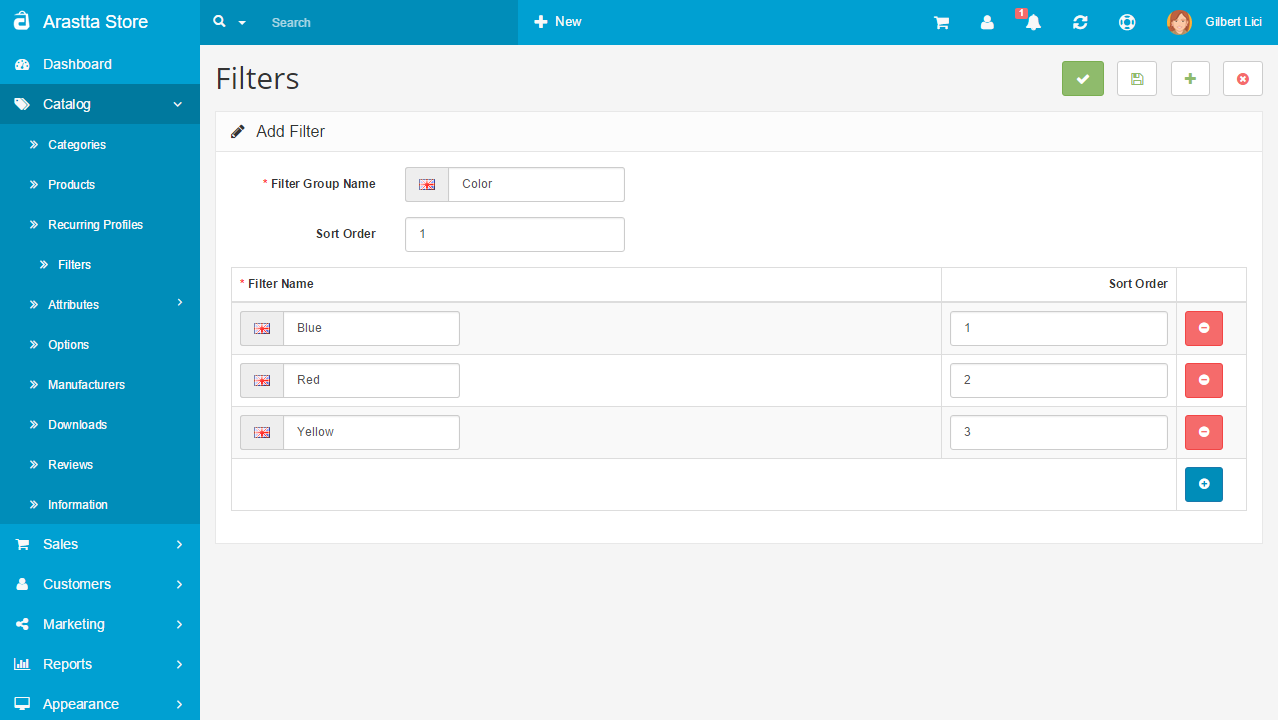 Arastta Store
Search
New
1
Gilbert Lici
Dashboard
Catalog
Categories
Products
Recurring Profiles
Filters
Attributes
Options
Manufacturers
Downloads
Reviews
Information
Sales
Customers
Marketing
Reports
Appearance
Filters
Add Filter
* Filter Group Name Color
Sort Order 1
* Filter Name Sort Order
Blue 1
Red 2
Yellow 3